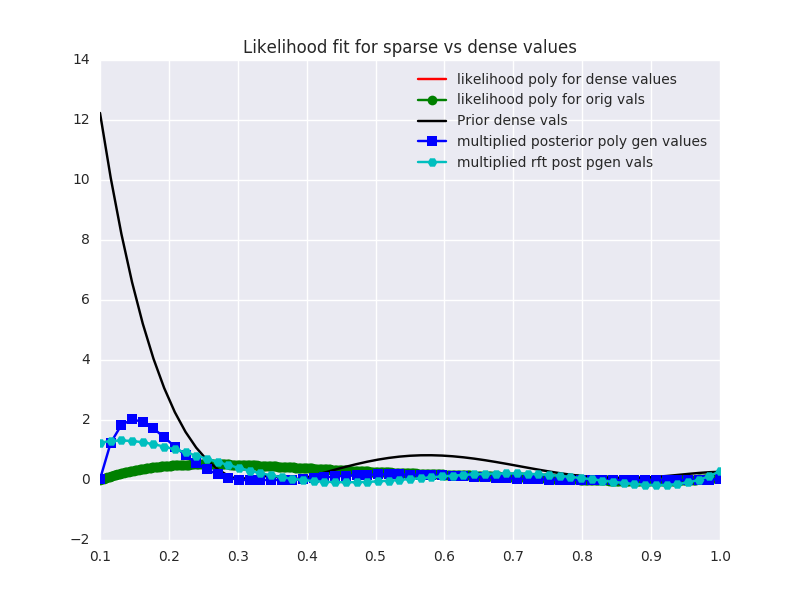 Likelihood fit for sparse vs dense values
14
12
10
8
6
4
2
0
−2
likelihood poly for dense values
likelihood poly for orig vals
Prior dense vals
multiplied posterior poly gen values
multiplied rft post pgen vals
0.1 0.2 0.3 0.4 0.5 0.6 0.7 0.8 0.9 1.0